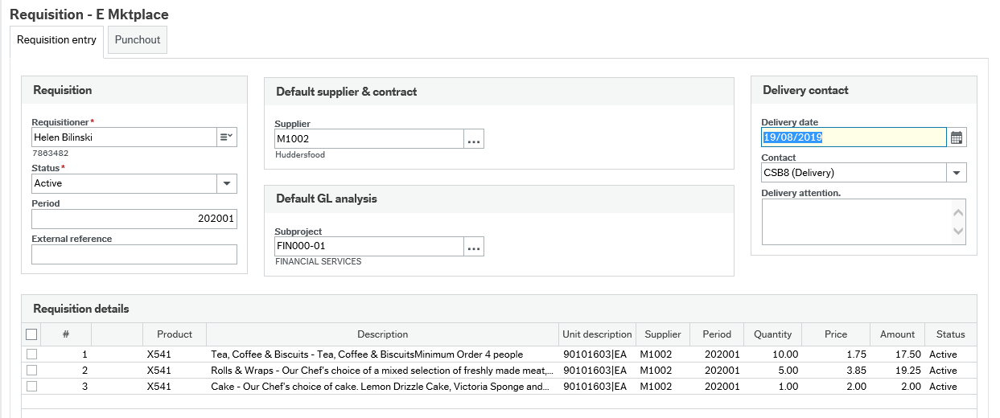 Requisition - E Mktplace
Requisition entry Punchout
Requisition
Requisitioner*
Helen Bilinski
7863482
Status*
Active
Period
202001
External reference
Default supplier & contract
Supplier
M1002
...
Huddersfood
Default GL analysis
Subproject
FIN000-01
...
FINANCIAL SERVICES
Delivery contact
Delivery date
19/08/2019
Contact
CSB8 (Delivery)
Delivery attention.
Requisition details
# Product Description Unit description Supplier Period Quantity Price Amount Status
1 X541 Tea, Coffee & Biscuits - Tea, Coffee & BiscuitsMinimum Order 4 people 90101603|EA M1002 202001 10.00 1.75 17.50 Active
2 X541 Rolls & Wraps - Our Chef's choice of a mixed selection of freshly made meat,... 90101603|EA M1002 202001 5.00 3.85 19.25 Active
3 X541 Cake - Our Chef's choice of cake. Lemon Drizzle Cake, Victoria Sponge and... 90101603|EA M1002 202001 1.00 2.00 2.00 Active